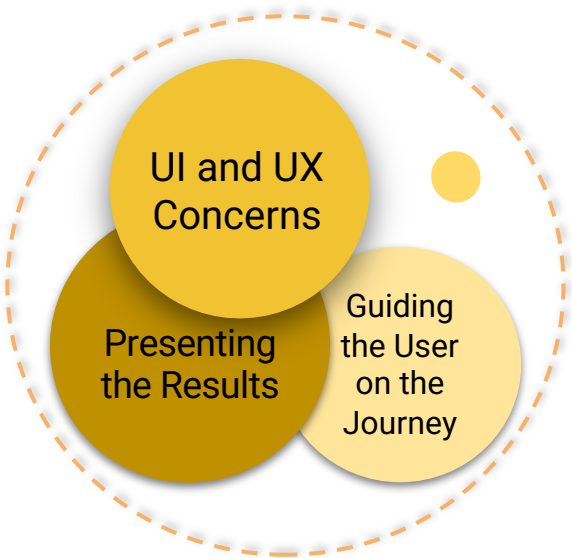 UI and UX
Concerns
Presenting
the Results
Guiding
the User
on the
Journey